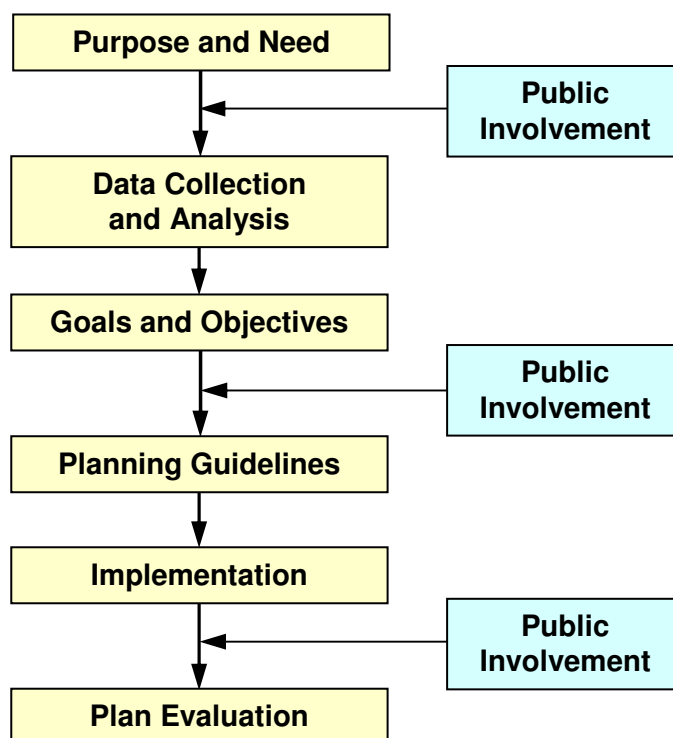 Purpose and Need
Public
Involvement
Data Collection
and Analysis
Goals and Objectives
Public
Involvement
Planning Guidelines
Implementation
Public
Involvement
Plan Evaluation